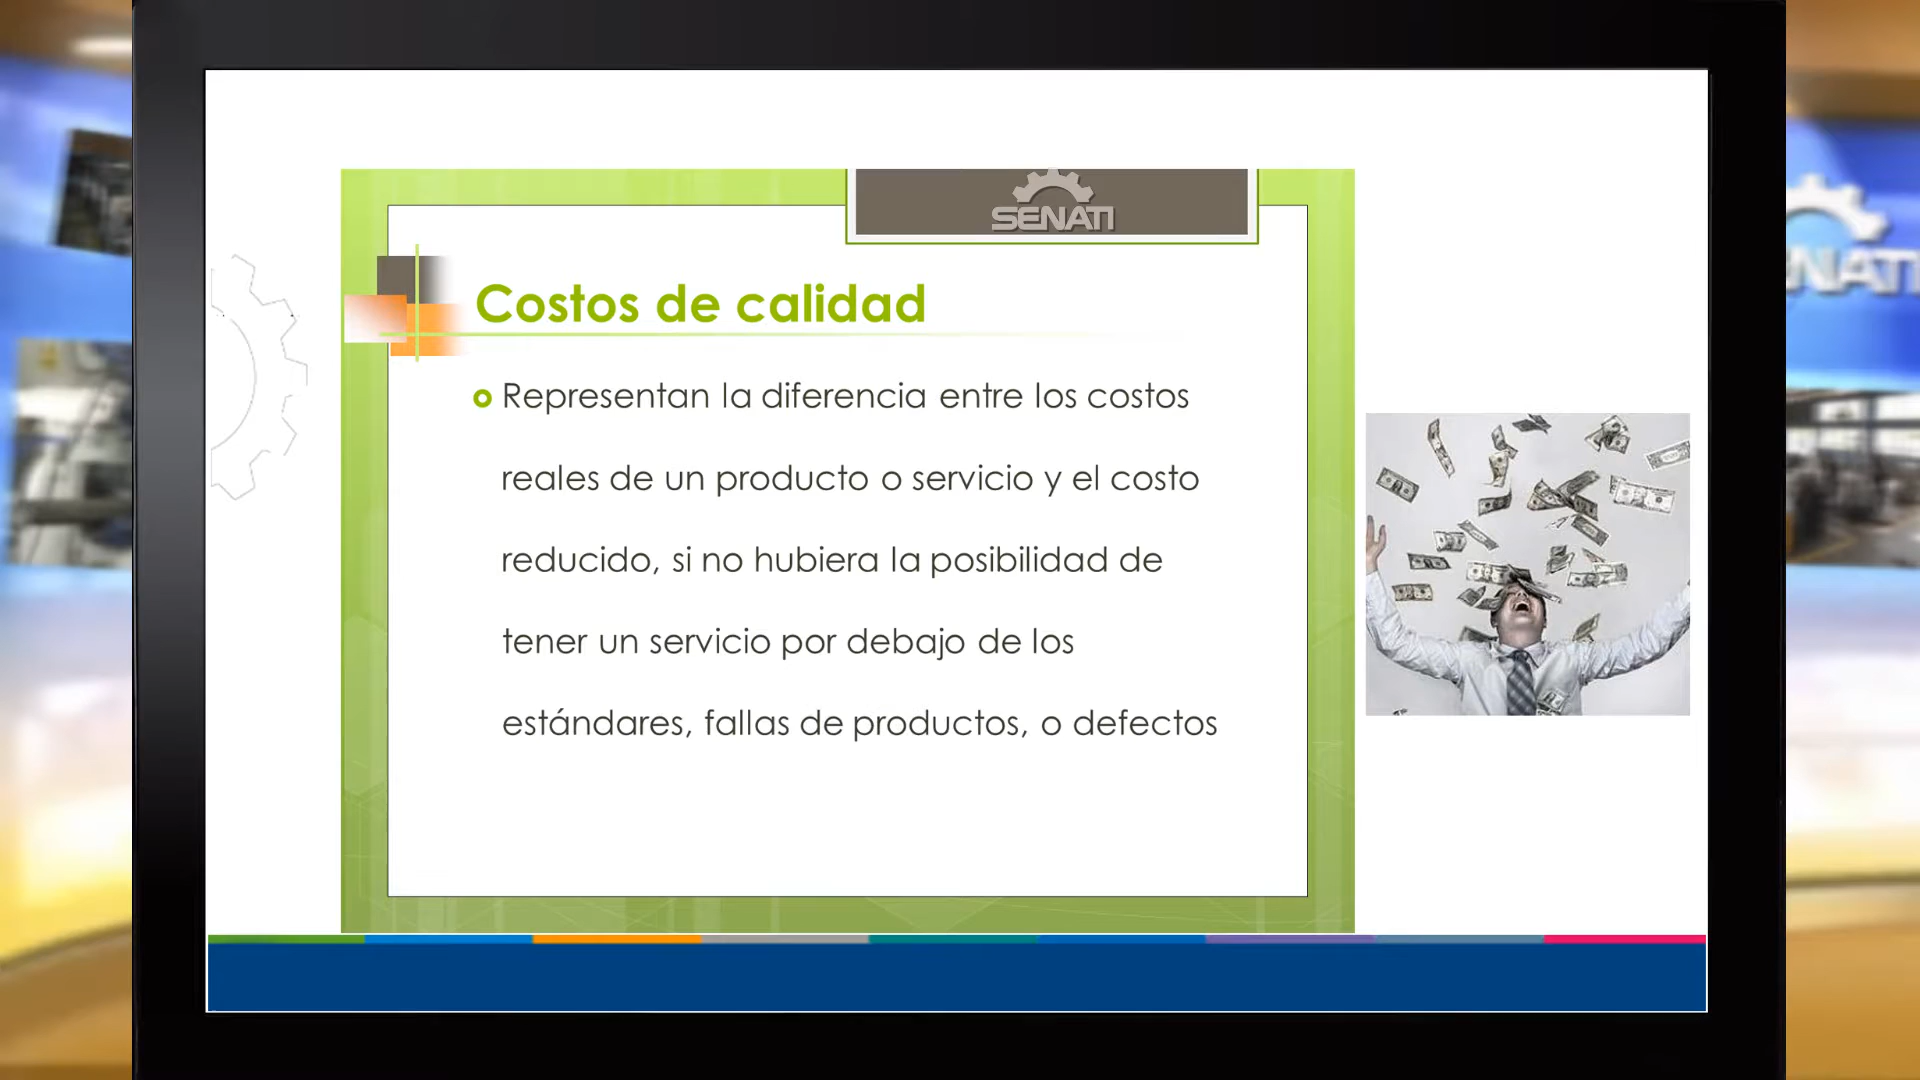 SENATI
Costos de calidad
Representan la diferencia entre los costos
reales de un producto o servicio y el costo
reducido, si no hubiera la posibilidad de
tener un servicio por debajo de los
estándares, fallas de productos, o defectos
NATI